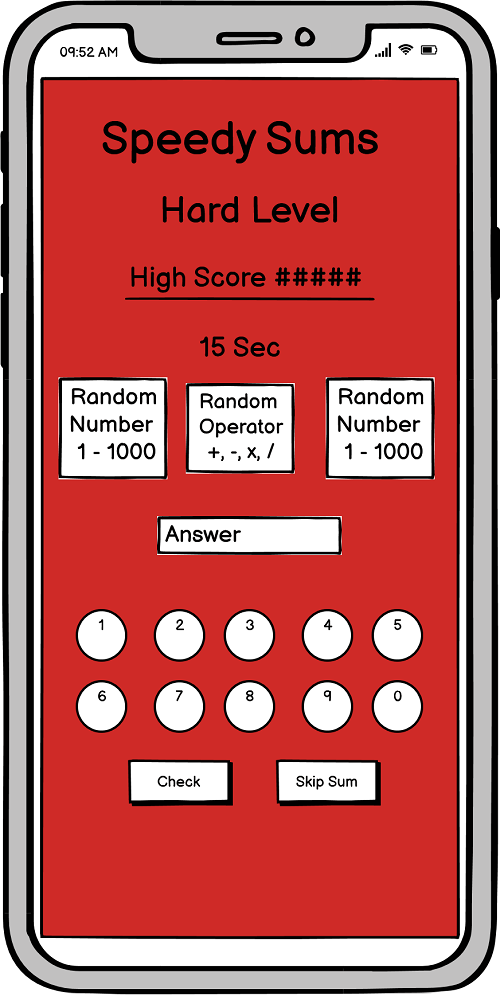 09:52 AM
Speedy Sums
Hard Level
High Score #####
15 Sec
Random
Number
1 - 1000
Random
Operator
+, -, x, /
Random
Number
1 - 1000
Answer
1 2 3 4 5
6 7 8 9 0
Check Skip Sum